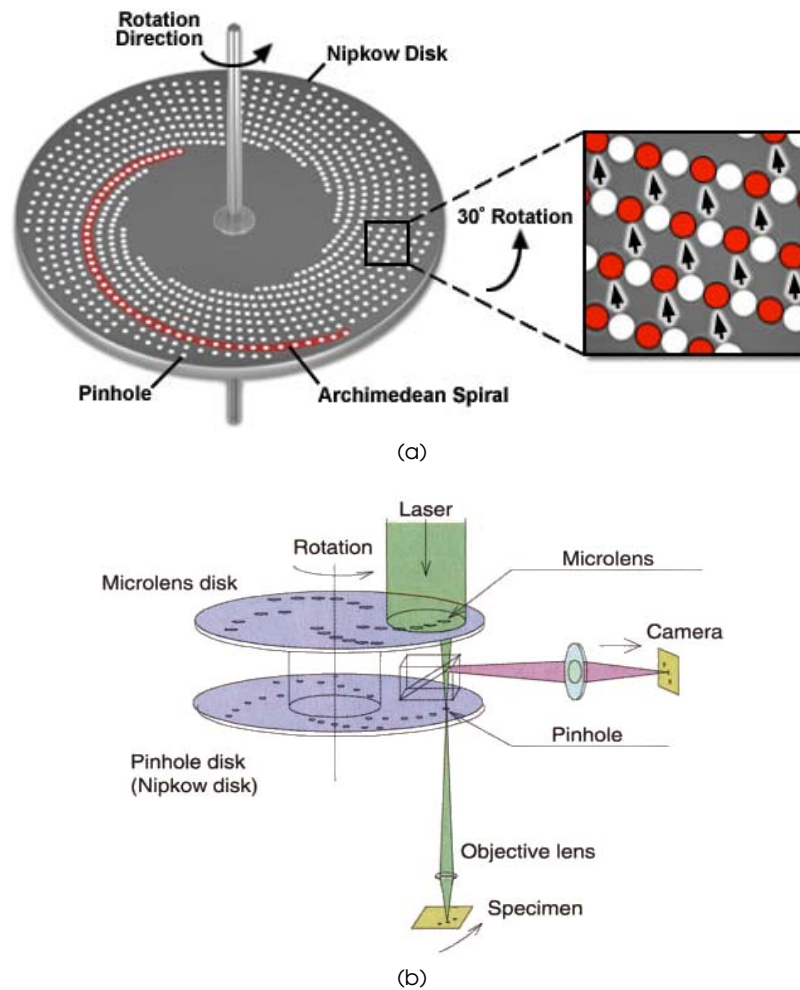 Rotation
Direction
Nipkow Disk
30° Rotation
Pinhole
Archimedean Spiral
(a)
Laser
Rotation
Microlens
Microlens disk
Camera
Pinhole
Pinhole disk
(Nipkow disk)
Objective lens
Specimen
(b)